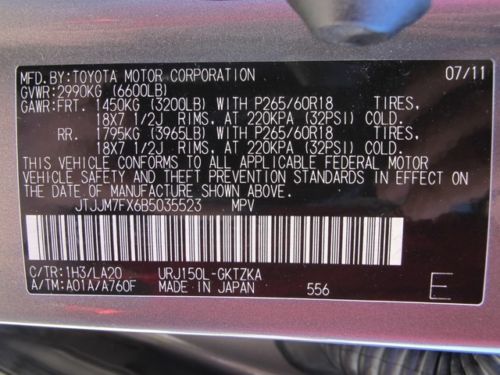 MFD.BY:TOYOTA MOTOR CORPORATION 07/11
GVWR:2990KG (6600LB)
GAWR:FRT. 1450KG (3200LB) WITH P265/60R18 TIRES,
18X7 1/2J RIMS, AT 220KPA (32PSI) COLD.
RR. 1795KG (3965LB) WITH P265/60R18 TIRES,
18X7 1/2J RIMS, AT 220KPA (32PSI) COLD.
THIS VEHICLE CONFORMS TO ALL APPLICABLE FEDERAL MOTOR
VEHICLE SAFETY AND THEFT PREVENTION STANDARDS IN EFFECT
ON THE DATE OF MANUFACTURE SHOWN ABOVE.
JTJJM7FX6B5035523 MPV
C/TR:1H3/LA20 URJ150L-GKTZKA
A/TM:A01A/A760F MADE IN JAPAN 556 E